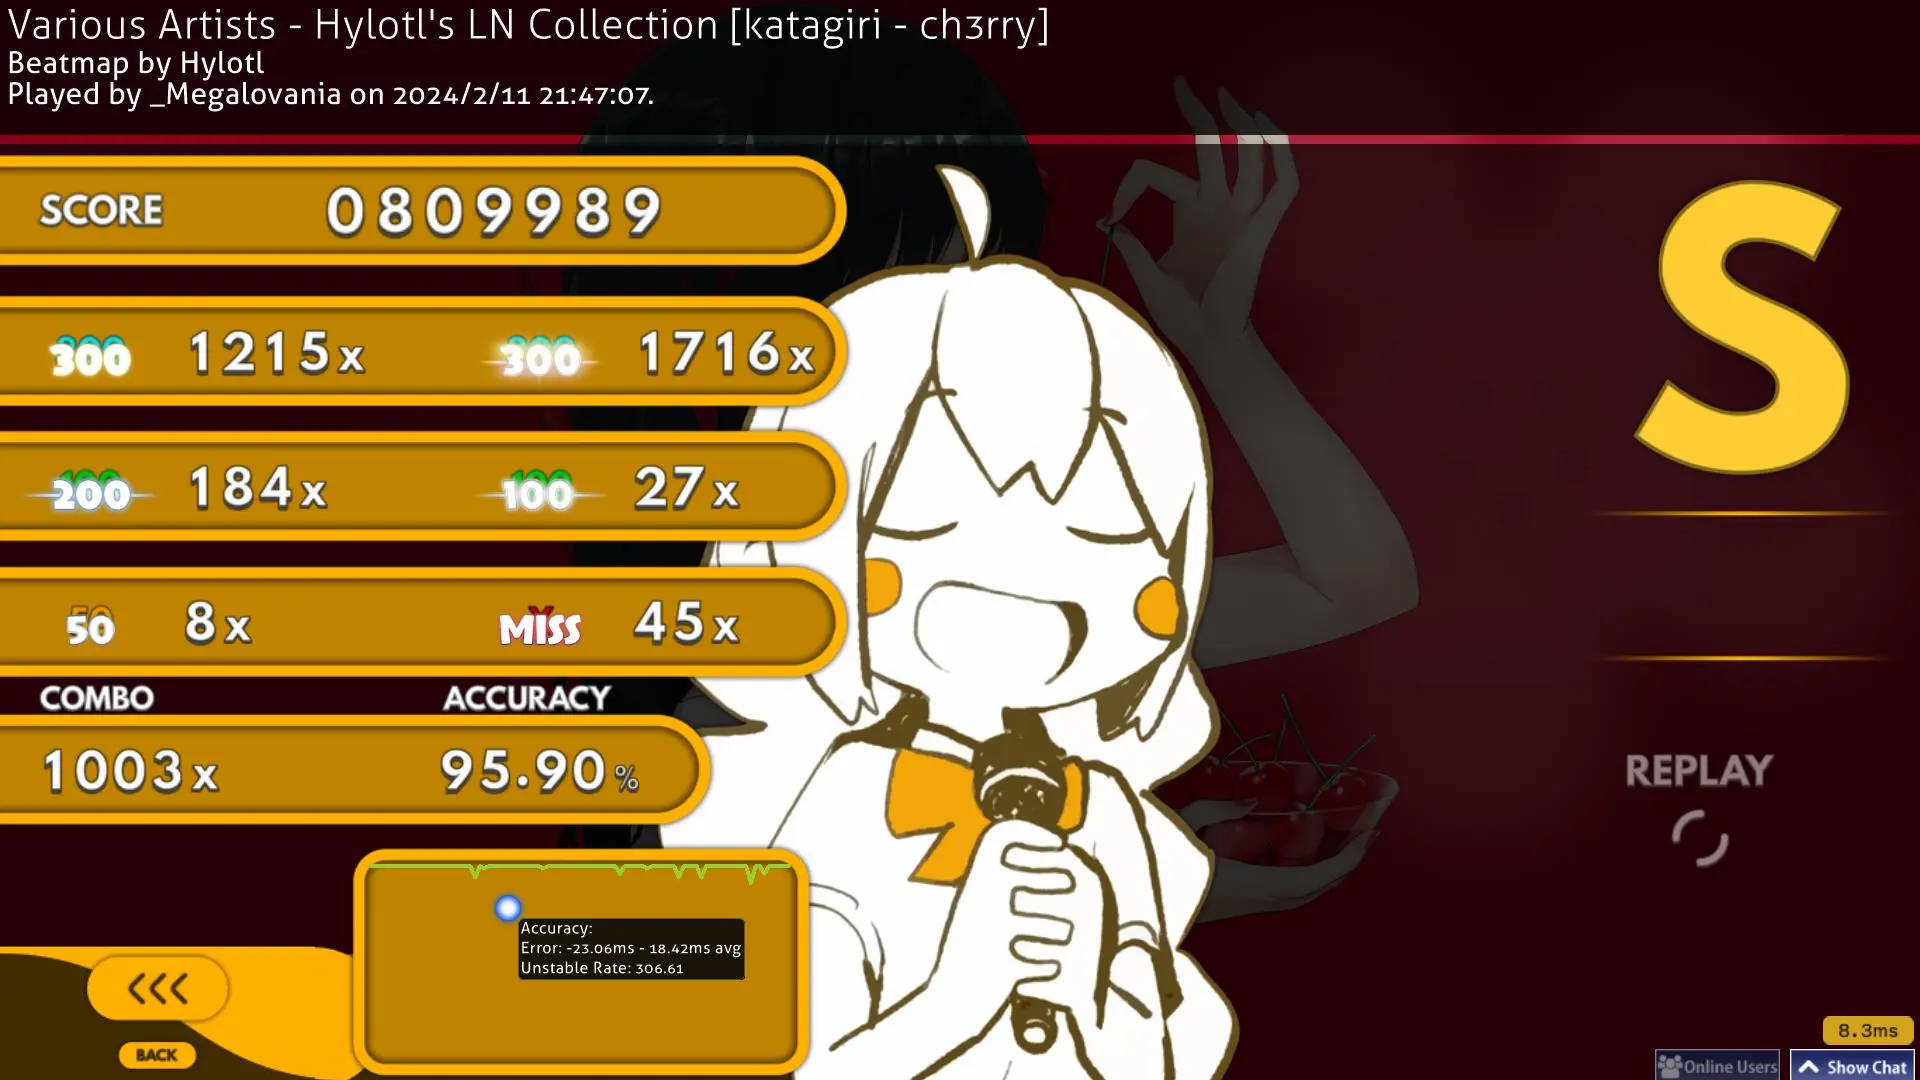 Various Artists - Hylotl's LN Collection [katagiri - ch3rry]
Beatmap by Hylotl
Played by _Megalovania on 2024/2/11 21:47:07.
SCORE 0809989
300 1215x 300 1716x
200 184x 100 27x
50 8x MISS 45x
COMBO ACCURACY
1003x 95.90%
Accuracy:
Error: -23.06ms - 18.42ms avg
Unstable Rate: 306.61
S
REPLAY
<<<
BACK
8.3ms
Online Users Show Chat